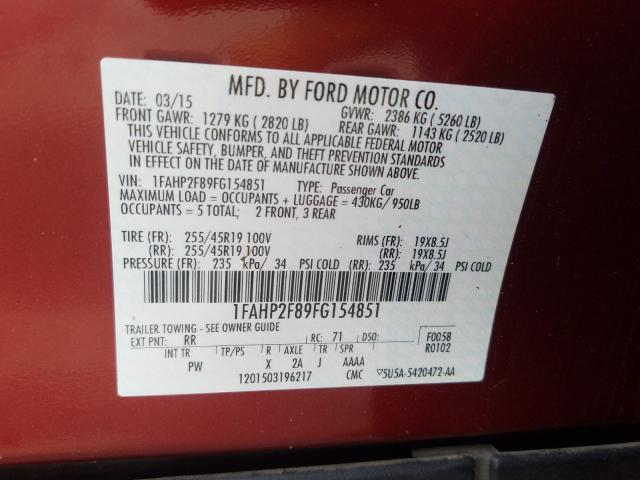 MFD. BY FORD MOTOR CO.
DATE: 03/15 GVWR: 2386 KG ( 5260 LB)
FRONT GAWR: 1279 KG ( 2820 LB) REAR GAWR: 1143 KG ( 2520 LB)
THIS VEHICLE CONFORMS TO ALL APPLICABLE FEDERAL MOTOR
VEHICLE SAFETY, BUMPER, AND THEFT PREVENTION STANDARDS
IN EFFECT ON THE DATE OF MANUFACTURE SHOWN ABOVE.
VIN: 1FAHP2F89FG154851 TYPE: Passenger Car
MAXIMUM LOAD = OCCUPANTS + LUGGAGE = 430KG/ 950LB
OCCUPANTS = 5 TOTAL; 2 FRONT, 3 REAR
TIRE (FR): 255/45R19 100V RIMS (FR): 19X8.5J
(RR): 255/45R19 100V (RR): 19X8.5J
PRESSURE (FR): 235 kPa/ 34 PSI COLD (RR): 235 kPa/ 34 PSI COLD
1FAHP2F89FG154851
TRAILER TOWING - SEE OWNER GUIDE
EXT PNT: RR RC: 71 DSO: F0058
R0102
INT TR TP/PS R AXLE TR SPR
PW X 2A J AAAA
1201503196217 CMC ▽5U5A-5420472-AA